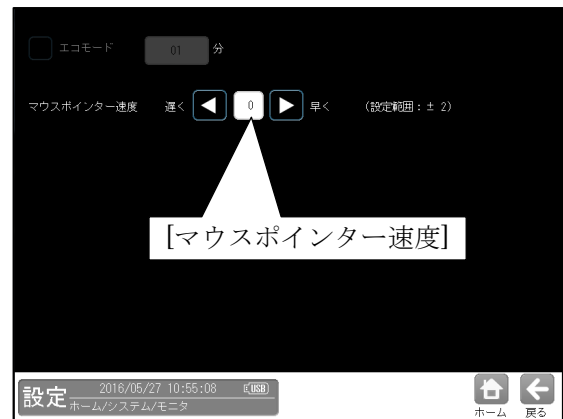 エコモード 01 分
マウスポインター速度 遅く 0 早く (設定範囲：± 2)
[マウスポインター速度]
設定 2016/05/27 10:55:08 E(USB)
ホーム/システム/モニタ
ホーム 戻る